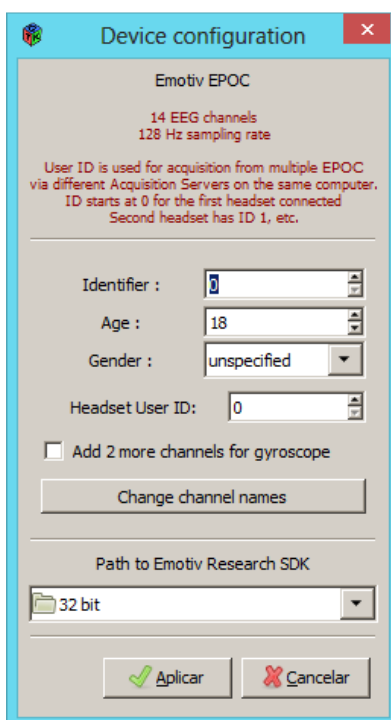 Device configuration
Emotiv EPOC
14 EEG channels
128 Hz sampling rate
User ID is used for acquisition from multiple EPOC
via different Acquisition Servers on the same computer.
ID starts at 0 for the first headset connected
Second headset has ID 1, etc.
Identifier : 0
Age : 18
Gender : unspecified
Headset User ID: 0
Add 2 more channels for gyroscope
Change channel names
Path to Emotiv Research SDK
32 bit
Aplicar Cancelar